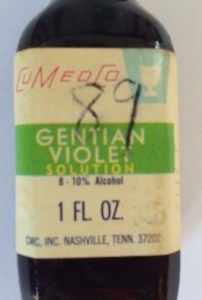 CUMEDCO
89
GENTIAN
VIOLET
SOLUTION
8 - 10% Alcohol
1 FL. OZ.
CMC, INC. NASHVILLE, TENN. 37202